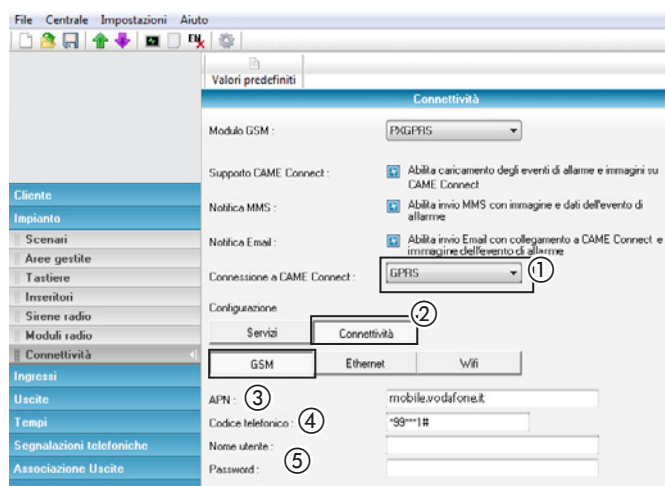 File Centrale Impostazioni Aiuto
EN
Valori predefiniti
Connettività
Modulo GSM : PXGPRS
Supporto CAME Connect : Abilita caricamento degli eventi di allarme e immagini su
CAME Connect
Notifica MMS : Abilita invio MMS con immagine e dati dell'evento di
allarme
Notifica Email : Abilita invio Email con collegamento a CAME Connect e
immagine dell'evento di allarme
Connessione a CAME Connect : GPRS 1
Configurazione
2
Servizi Connettività
GSM Ethernet Wifi
APN : 3 mobile.vodafone.it
Codice telefonico : 4 *99***1#
Nome utente :
5
Password :
Cliente
Impianto
Scenari
Aree gestite
Tastiere
Inseritori
Sirene radio
Moduli radio
Connettività
Ingressi
Uscite
Tempi
Segnalazioni telefoniche
Associazione Uscite